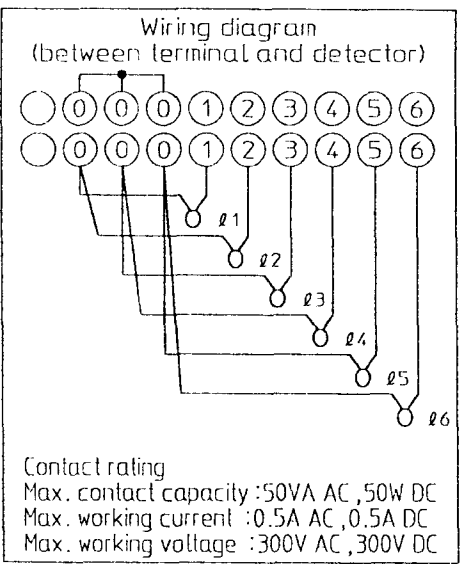 Wiring diagram
(between terminal and detector)
0 0 0 1 2 3 4 5 6
0 0 0 1 2 3 4 5 6
ℓ1
ℓ2
ℓ3
ℓ4
ℓ5
ℓ6
Contact rating
Max. contact capacity :50VA AC ,50W DC
Max. working current :0.5A AC ,0.5A DC
Max. working voltage :300V AC ,300V DC